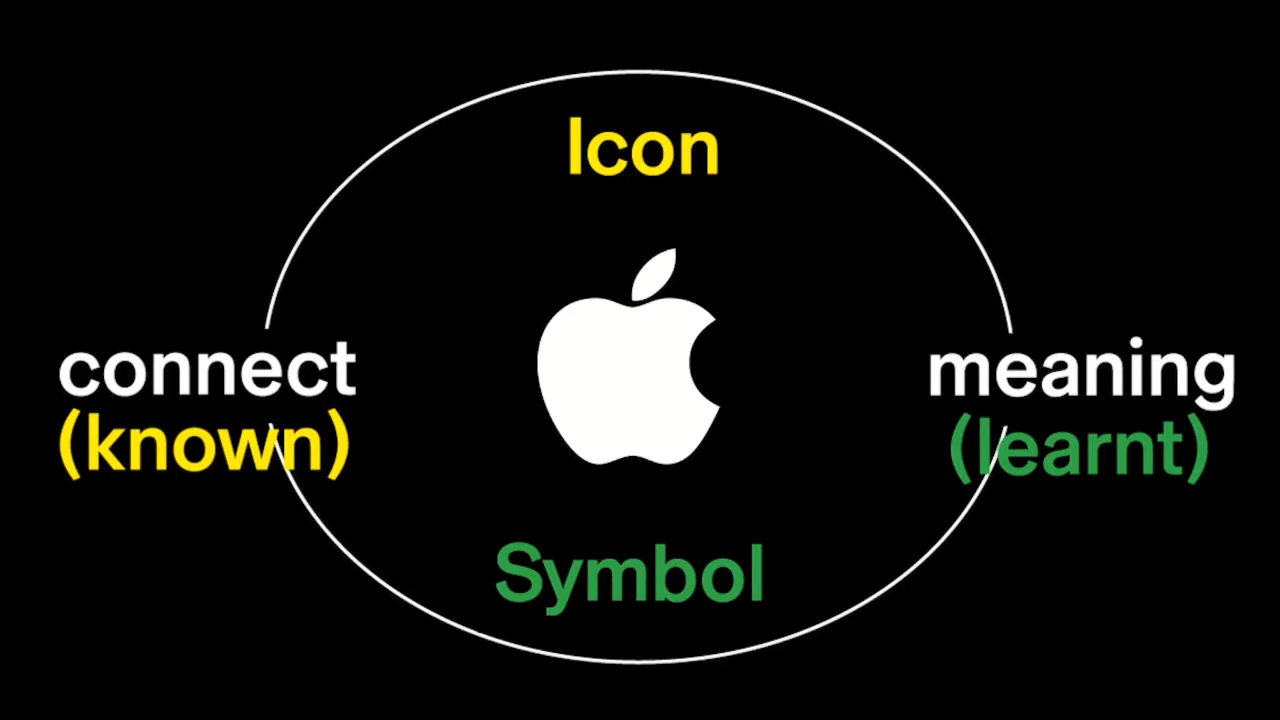 Icon
connect
(known)
meaning
(learnt)
Symbol